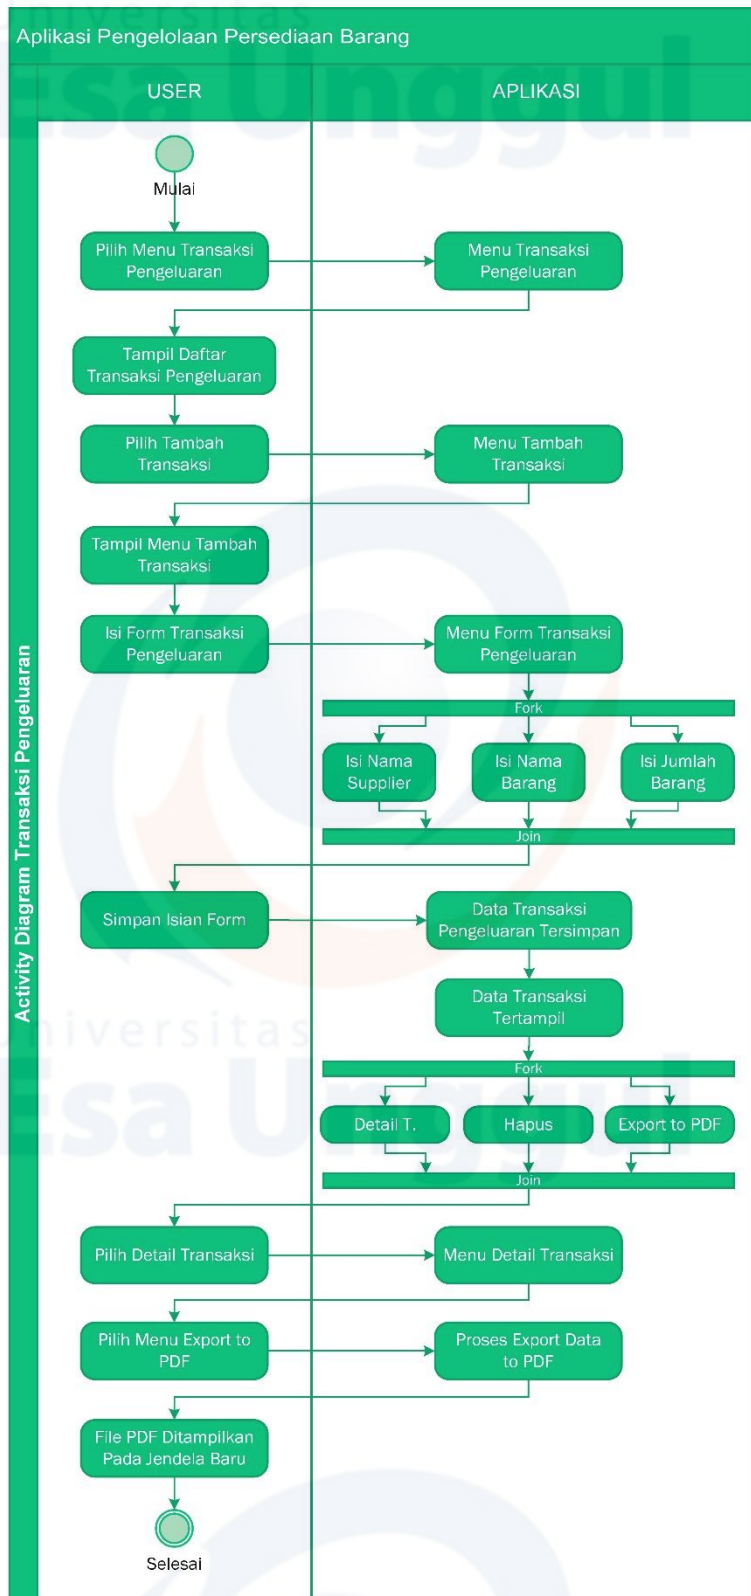 Universitas
Esa Unggul
Aplikasi Pengelolaan Persediaan Barang
USER
APLIKASI
Activity Diagram Transaksi Pengeluaran
Mulai
Pilih Menu Transaksi
Pengeluaran
Menu Transaksi
Pengeluaran
Tampil Daftar
Transaksi Pengeluaran
Pilih Tambah
Transaksi
Menu Tambah
Transaksi
Tampil Menu Tambah
Transaksi
Isi Form Transaksi
Pengeluaran
Menu Form Transaksi
Pengeluaran
Fork
Isi Nama
Supplier
Isi Nama
Barang
Isi Jumlah
Barang
Join
Simpan Isian Form
Data Transaksi
Pengeluaran Tersimpan
Data Transaksi
Tertampil
Universitas
Esa Unggul
Fork
Detail T.
Hapus
Export to PDF
Join
Pilih Detail Transaksi
Menu Detail Transaksi
Pilih Menu Export to
PDF
Proses Export Data
to PDF
File PDF Ditampilkan
Pada Jendela Baru
Selesai